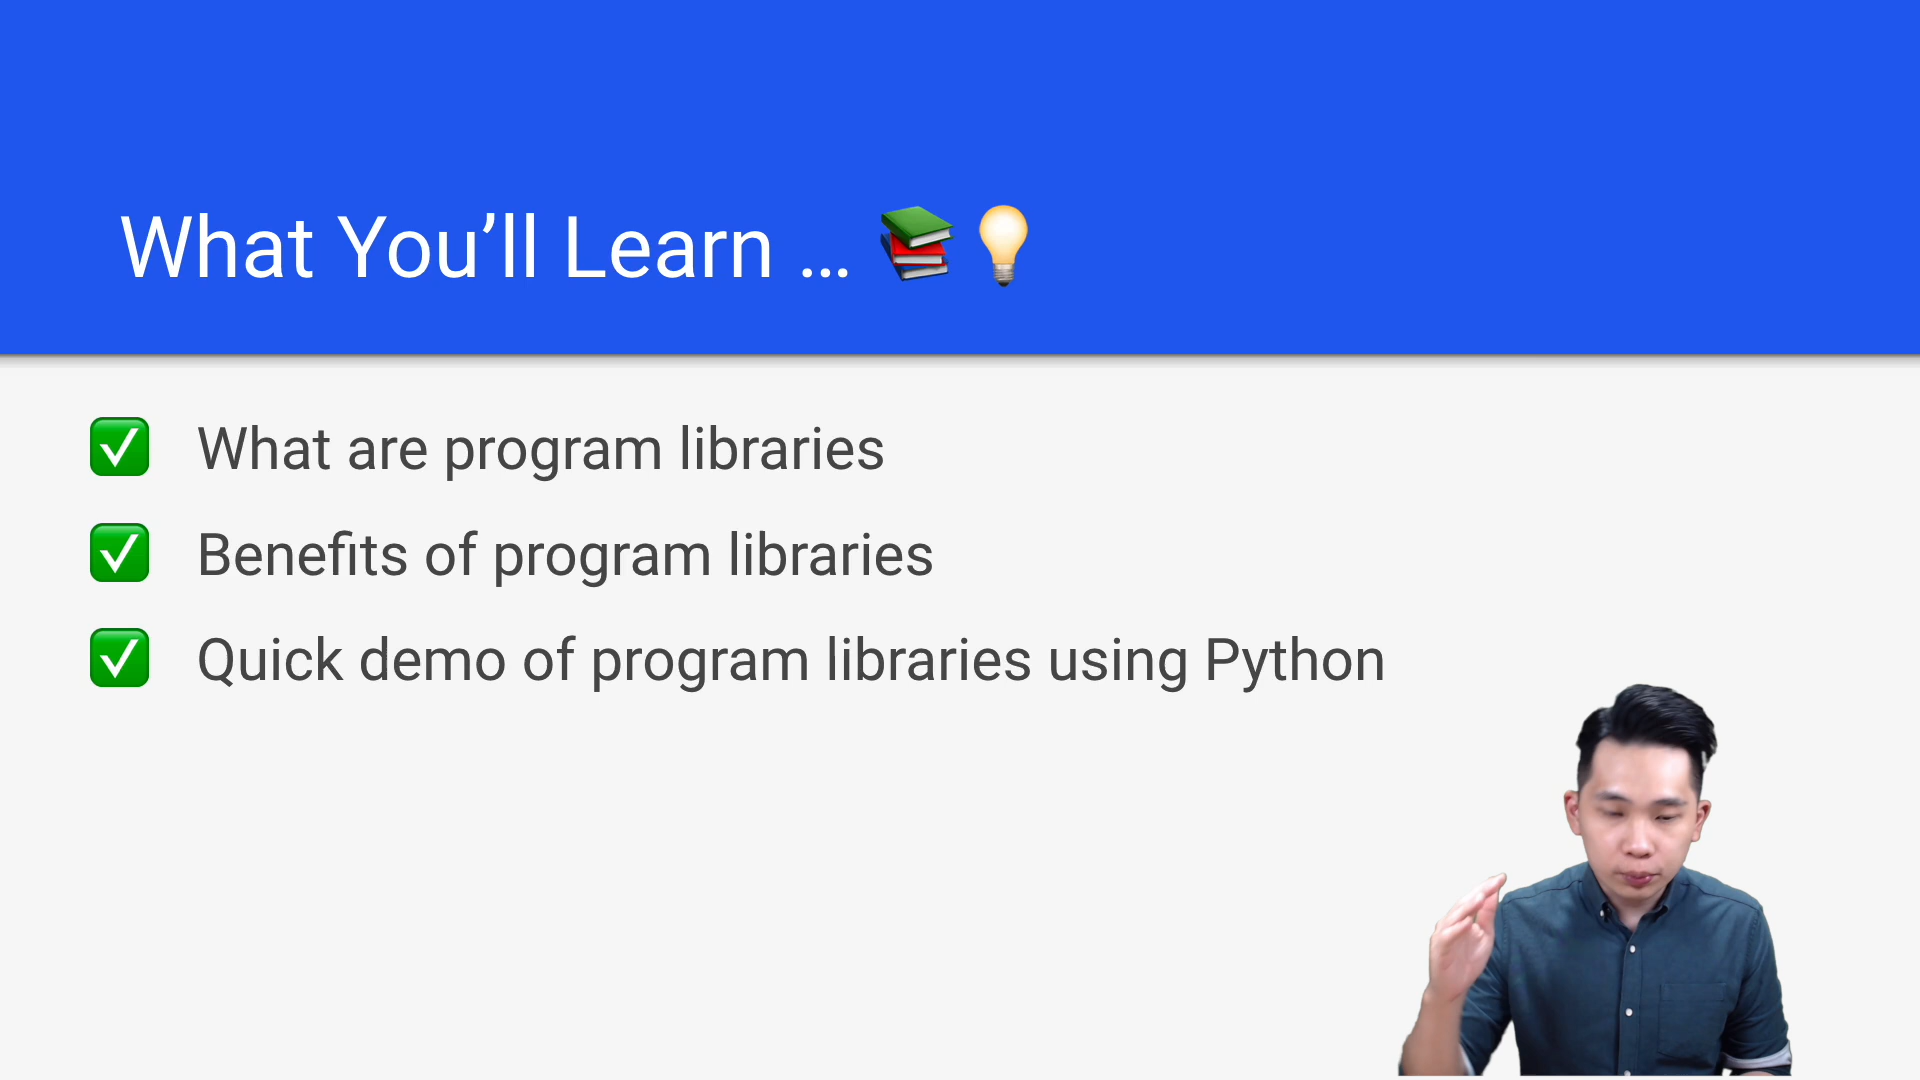 What You’ll Learn ... 📚💡
✅ What are program libraries
✅ Benefits of program libraries
✅ Quick demo of program libraries using Python